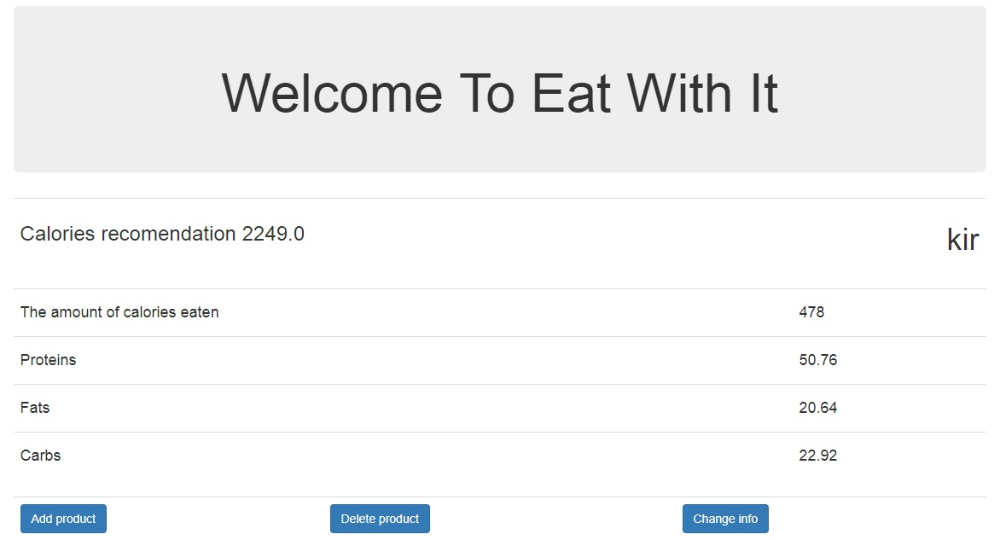 Welcome To Eat With It
Calories recomendation 2249.0 kir
The amount of calories eaten 478
Proteins 50.76
Fats 20.64
Carbs 22.92
Add product Delete product Change info